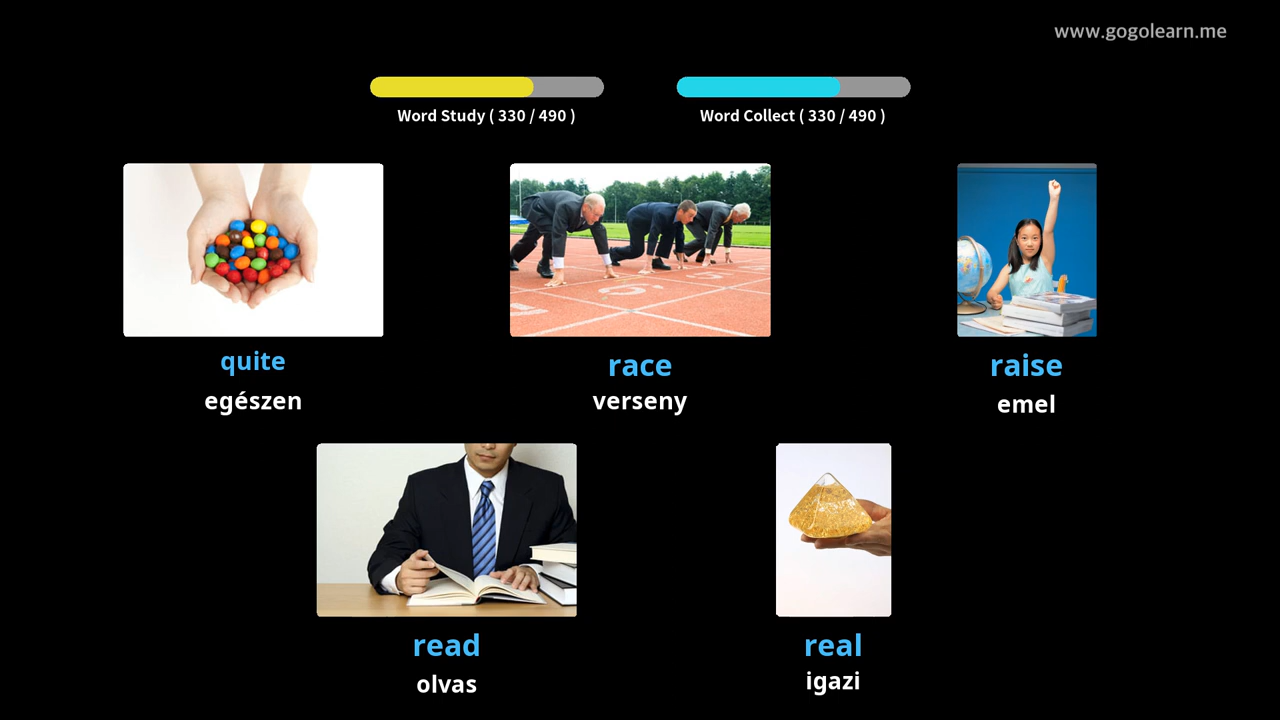 www.gogolearn.me
Word Study ( 330 / 490 )
Word Collect ( 330 / 490 )
quite
egészen
race
verseny
raise
emel
read
olvas
real
igazi